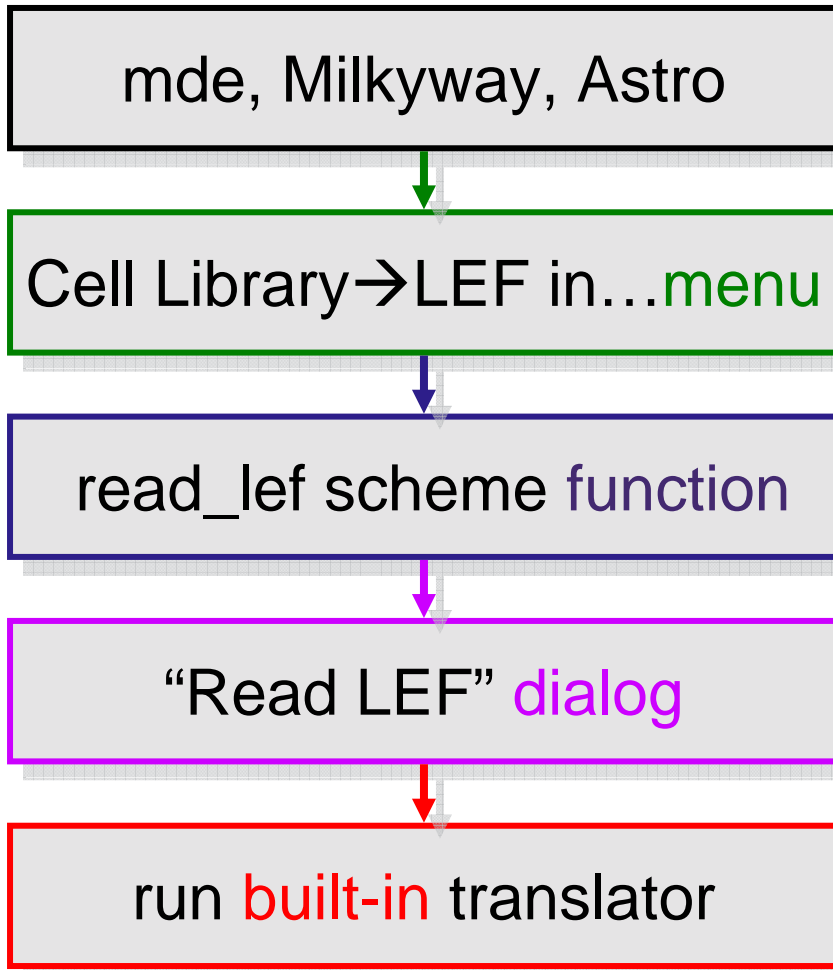 mde, Milkyway, Astro
Cell Library→LEF in…menu
read_lef scheme function
“Read LEF” dialog
run built-in translator